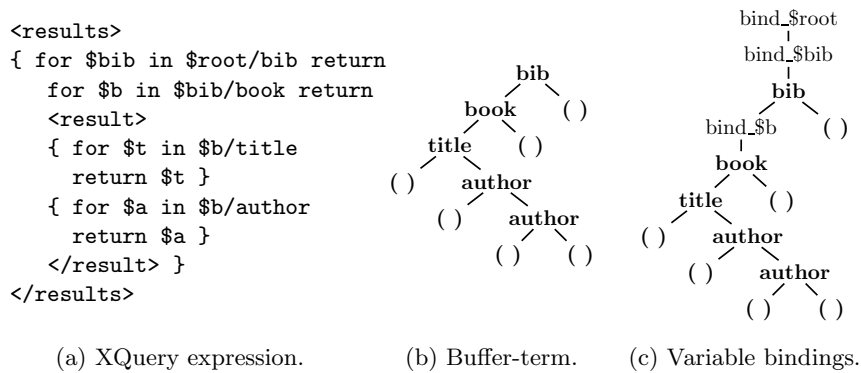 <results>
{ for $bib in $root/bib return
for $b in $bib/book return
<result>
{ for $t in $b/title
return $t }
{ for $a in $b/author
return $a }
</result> }
</results>
(a) XQuery expression.
bib
book ( )
title ( )
( ) author
( ) author
( ) ( )
(b) Buffer-term.
bind_$root
bind_$bib
bib
bind_$b ( )
book
title ( )
( ) author
( ) author
( ) ( )
(c) Variable bindings.